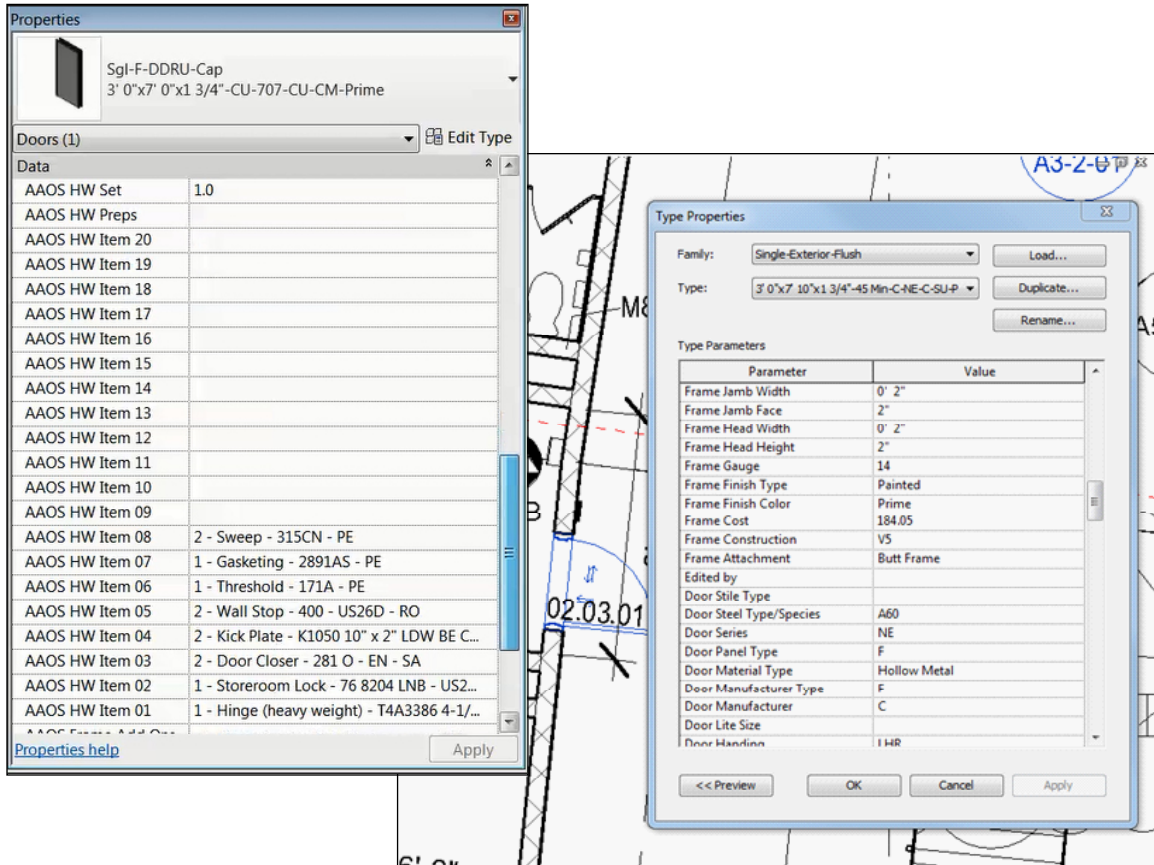 Properties
Sgl-F-DDRU-Cap
3' 0"x7' 0"x1 3/4"-CU-707-CU-CM-Prime
Doors (1)
Edit Type
Data
AAOS HW Set 1.0
AAOS HW Preps
AAOS HW Item 20
AAOS HW Item 19
AAOS HW Item 18
AAOS HW Item 17
AAOS HW Item 16
AAOS HW Item 15
AAOS HW Item 14
AAOS HW Item 13
AAOS HW Item 12
AAOS HW Item 11
AAOS HW Item 10
AAOS HW Item 09
AAOS HW Item 08 2 - Sweep - 315CN - PE
AAOS HW Item 07 1 - Gasketing - 2891AS - PE
AAOS HW Item 06 1 - Threshold - 171A - PE
AAOS HW Item 05 2 - Wall Stop - 400 - US26D - RO
AAOS HW Item 04 2 - Kick Plate - K1050 10" x 2" LDW BE C...
AAOS HW Item 03 2 - Door Closer - 281 O - EN - SA
AAOS HW Item 02 1 - Storeroom Lock - 76 8204 LNB - US2...
AAOS HW Item 01 1 - Hinge (heavy weight) - T4A3386 4-1/...
AAOS Frame Add Ons
Properties help
Apply
A3-2-01
M8
A5
B
02.03.01
6' 0"
Type Properties
Family: Single-Exterior-Flush Load...
Type: 3' 0"x7' 10"x1 3/4"-45 Min-C-NE-C-SU-P Duplicate...
Rename...
Type Parameters
Parameter Value
Frame Jamb Width 0' 2"
Frame Jamb Face 2"
Frame Head Width 0' 2"
Frame Head Height 2"
Frame Gauge 14
Frame Finish Type Painted
Frame Finish Color Prime
Frame Cost 184.05
Frame Construction V5
Frame Attachment Butt Frame
Edited by
Door Stile Type
Door Steel Type/Species A60
Door Series NE
Door Panel Type F
Door Material Type Hollow Metal
Door Manufacturer Type F
Door Manufacturer C
Door Lite Size
Door Handing LHR
<< Preview OK Cancel Apply